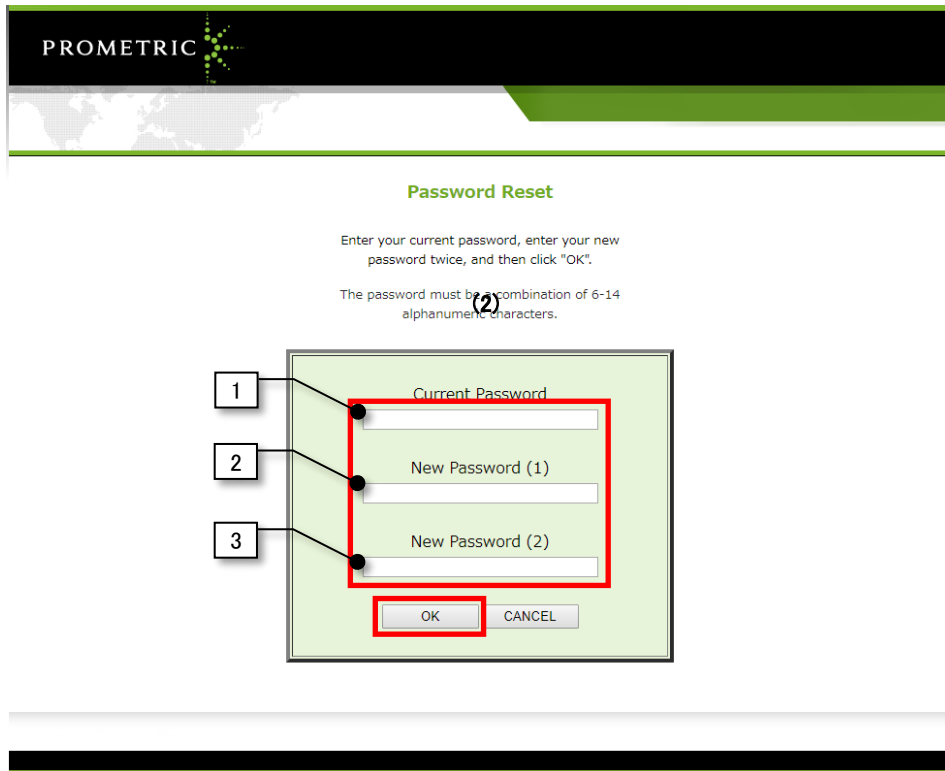 PROMETRIC
Password Reset
Enter your current password, enter your new
password twice, and then click "OK".
The password must be a combination of 6-14
(2)
alphanumeric characters.
1
Current Password
2
New Password (1)
3
New Password (2)
OK
CANCEL